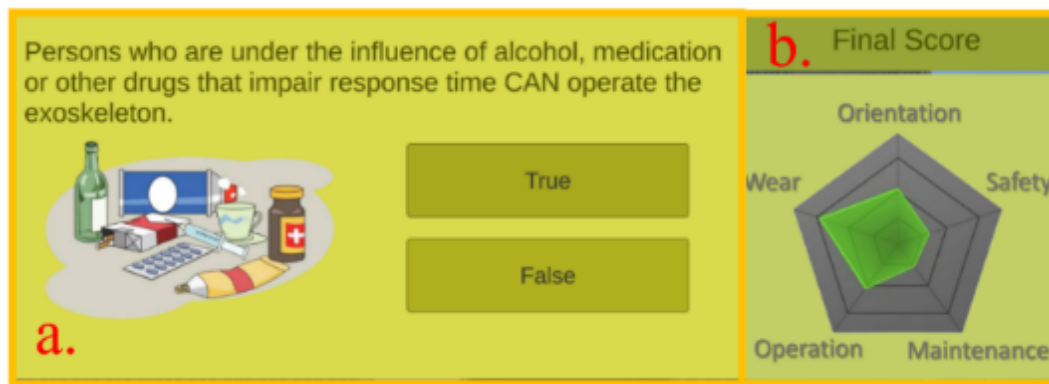 Persons who are under the influence of alcohol, medication
or other drugs that impair response time CAN operate the
exoskeleton.
True
False
a.
b.
Final Score
Orientation
Wear
Safety
Operation
Maintenance